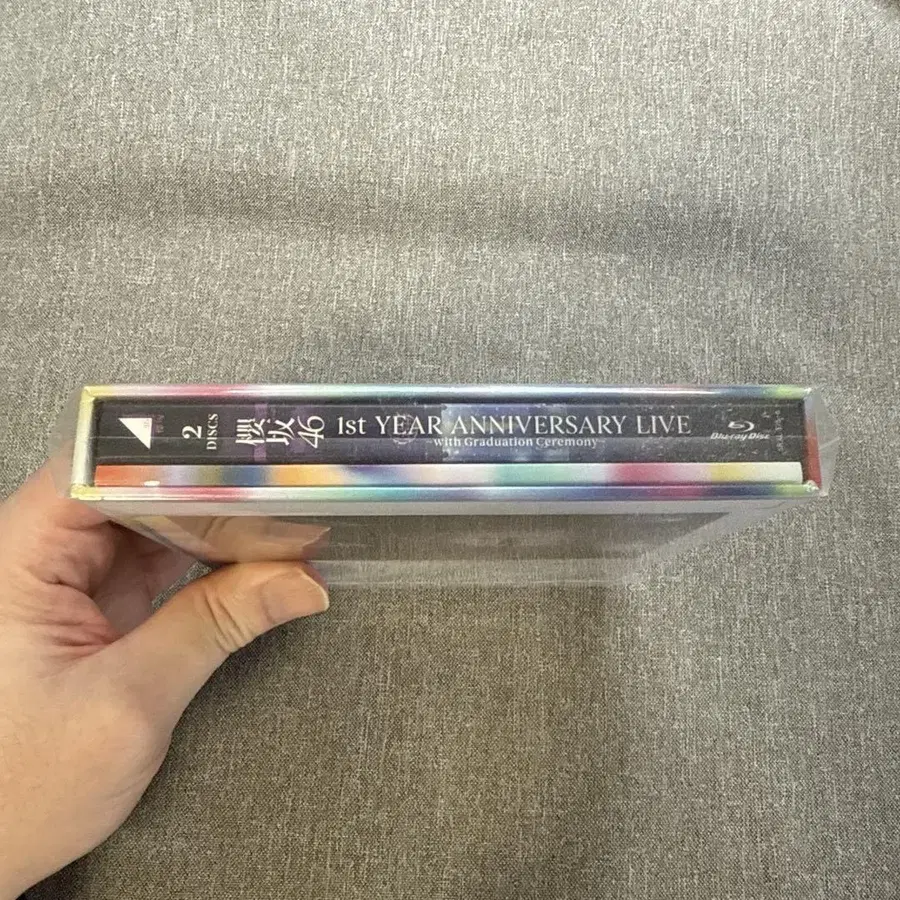 2
DISCS
櫻坂46
1st YEAR ANNIVERSARY LIVE
~with Graduation Ceremony~
Blu-ray Disc